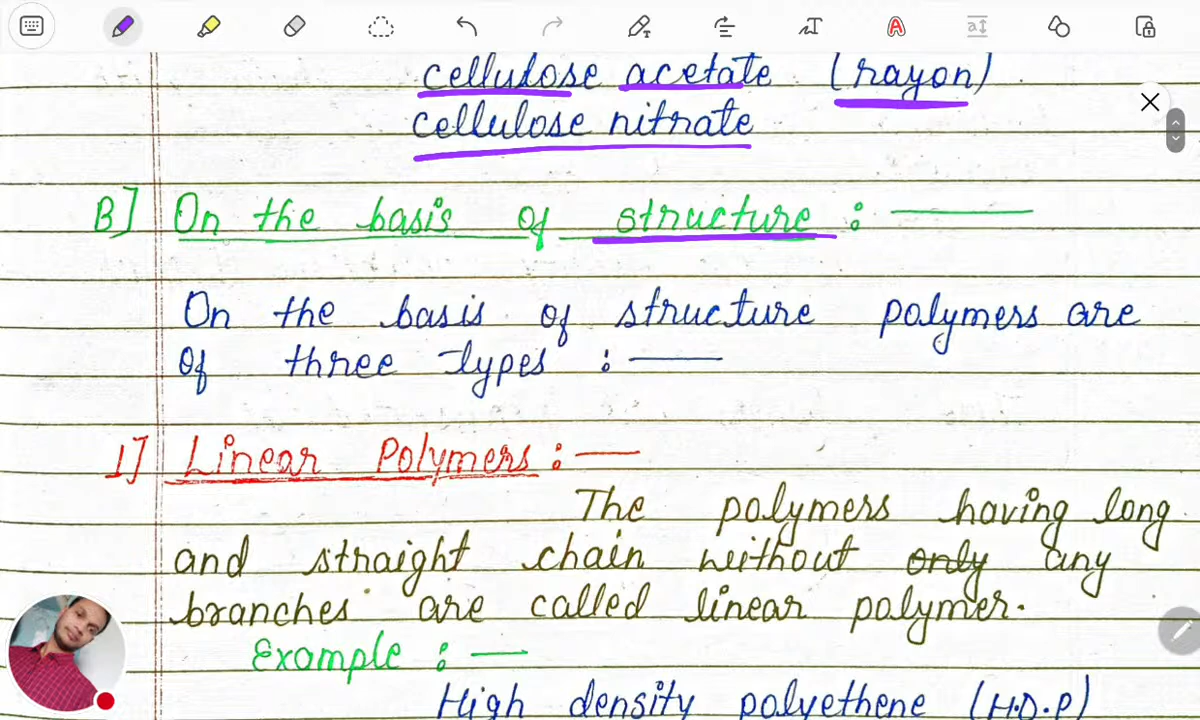 cellulose acetate (rayon)
cellulose nitrate
B] On the basis of structure :
On the basis of structure polymers are
of three types :
1] Linear Polymers :
The polymers having long
and straight chain without only any
branches are called linear polymer.
Example :
High density polyethene (H.D.P)